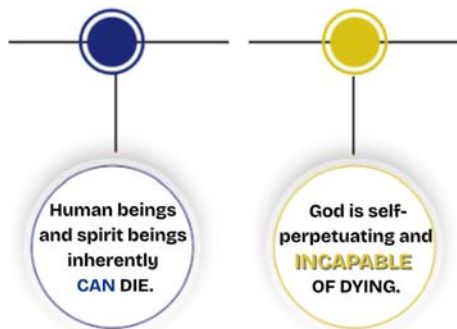 Human beings
and spirit beings
inherently
CAN DIE.
God is self-
perpetuating and
INCAPABLE
OF DYING.